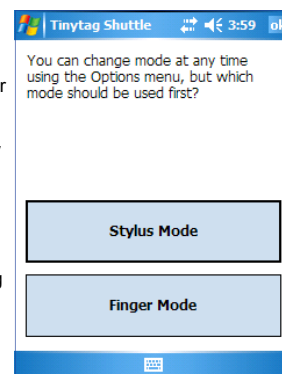 Tinytag Shuttle 3:59 ok
You can change mode at any time
using the Options menu, but which
mode should be used first?
Stylus Mode
Finger Mode